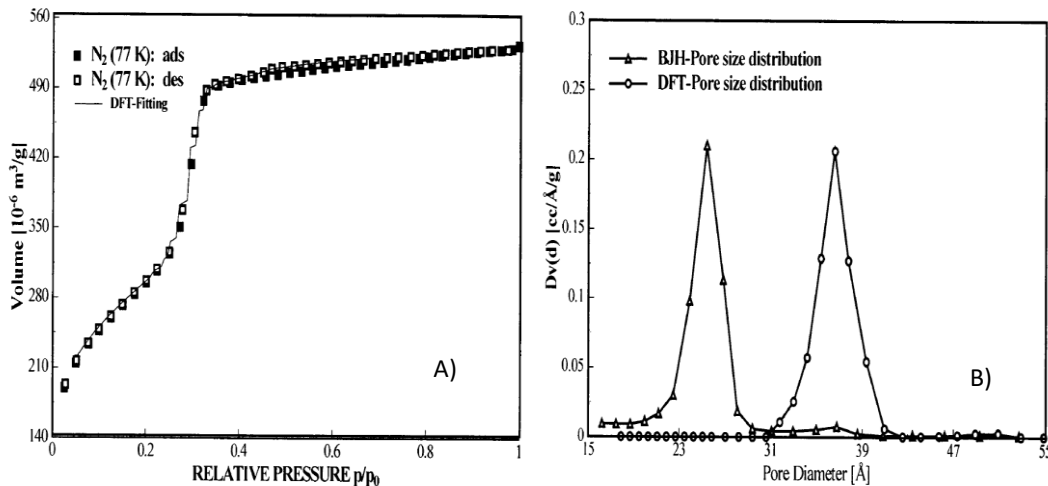 560
490
420
350
280
210
140
Volume [10⁻⁶ m³/g]
N₂ (77 K): ads
N₂ (77 K): des
DFT-Fitting
A)
0
0.2
0.4
0.6
0.8
1
RELATIVE PRESSURE p/p₀
0.3
0.25
0.2
0.15
0.1
0.05
0
Dv(d) [cc/Å/g]
BJH-Pore size distribution
DFT-Pore size distribution
B)
15
23
31
39
47
55
Pore Diameter [Å]